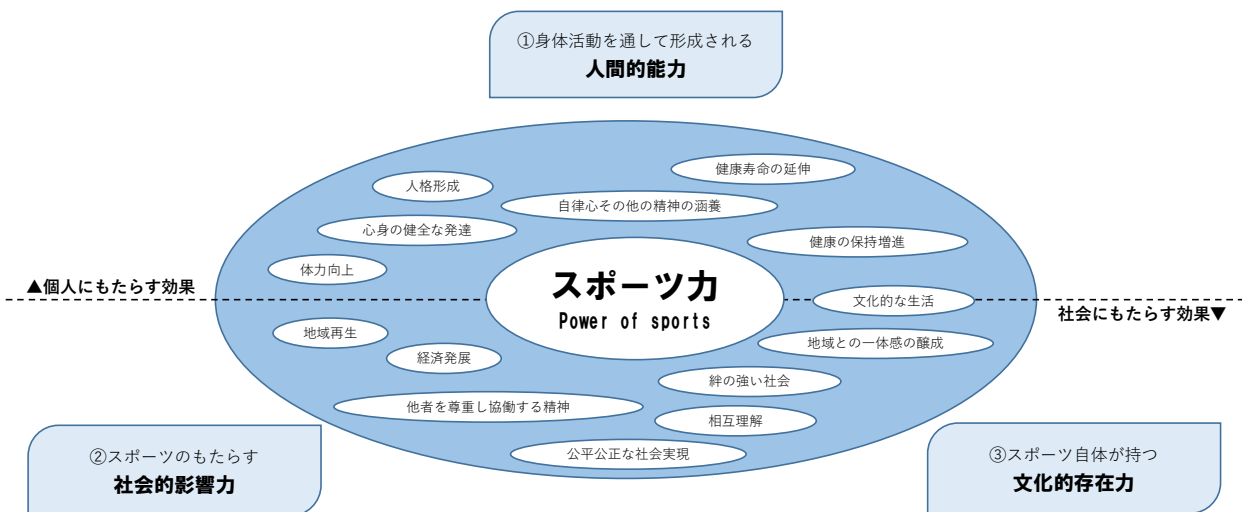 ①身体活動を通して形成される
人間的能力
健康寿命の延伸
人格形成
自律心その他の精神の涵養
心身の健全な発達
健康の保持増進
体力向上
スポーツ力
Power of sports
▲個人にもたらす効果
文化的な生活
社会にもたらす効果▼
地域再生
地域との一体感の醸成
経済発展
絆の強い社会
他者を尊重し協働する精神
相互理解
公平公正な社会実現
②スポーツのもたらす
社会的影響力
③スポーツ自体が持つ
文化的存在力